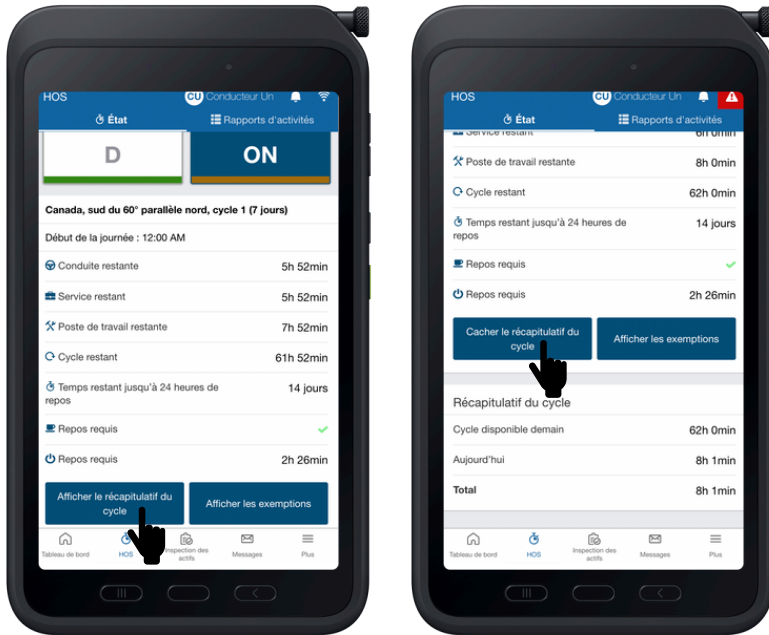 HOS
CU Conducteur Un
État
Rapports d'activités
D
ON
Canada, sud du 60° parallèle nord, cycle 1 (7 jours)
Début de la journée : 12:00 AM
Conduite restante 5h 52min
Service restant 5h 52min
Poste de travail restante 7h 52min
Cycle restant 61h 52min
Temps restant jusqu'à 24 heures de
repos
14 jours
Repos requis
Repos requis 2h 26min
Afficher le récapitulatif du
cycle
Afficher les exemptions
Tableau de bord
HOS
Inspection des
actifs
Messages
Plus
HOS
CU Conducteur Un
État
Rapports d'activités
Service restant 6h 0min
Poste de travail restante 8h 0min
Cycle restant 62h 0min
Temps restant jusqu'à 24 heures de
repos
14 jours
Repos requis
Repos requis 2h 26min
Cacher le récapitulatif du
cycle
Afficher les exemptions
Récapitulatif du cycle
Cycle disponible demain 62h 0min
Aujourd'hui 8h 1min
Total 8h 1min
Tableau de bord
HOS
Inspection des
actifs
Messages
Plus